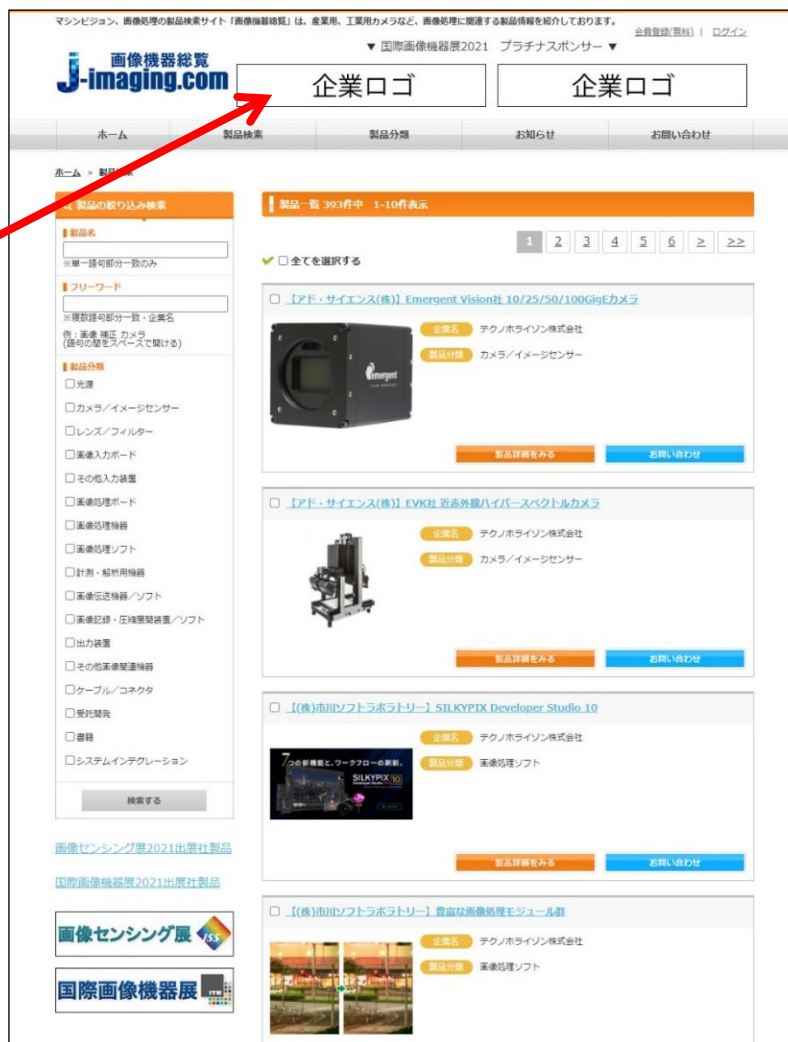 マシンビジョン、画像処理の製品検索サイト「画像機器総覧」は、産業用、工業用カメラなど、画像処理に関連する製品情報を紹介しております。
会員登録(無料) | ログイン
▼ 国際画像機器展2021 プラチナスポンサー ▼
画像機器総覧
J-imaging.com
企業ロゴ
企業ロゴ
ホーム
製品検索
製品分類
お知らせ
お問い合わせ
ホーム » 製品検索
製品の絞り込み検索
製品名
※単一語句部分一致のみ
フリーワード
※複数語句部分一致・企業名
例：画像 補正 カメラ
(語句の間をスペースで開ける)
製品分類
光源
カメラ／イメージセンサー
レンズ／フィルター
画像入力ボード
その他入力装置
画像処理ボード
画像処理機器
画像処理ソフト
計測・解析用機器
画像伝送機器／ソフト
画像記録・圧縮展開装置／ソフト
出力装置
その他画像関連機器
ケーブル／コネクタ
受託開発
書籍
システムインテグレーション
検索する
画像センシング展2021出展社製品
国際画像機器展2021出展社製品
画像センシング展 ISS
国際画像機器展 ITE
製品一覧 393件中 1-10件表示
1 2 3 4 5 6 > >>
全てを選択する
【アド・サイエンス(株)】Emergent Vision社 10/25/50/100GigEカメラ
emergent
企業名 テクノホライゾン株式会社
製品分類 カメラ／イメージセンサー
製品詳細をみる お問い合わせ
【アド・サイエンス(株)】EVK社 近赤外線ハイパースペクトルカメラ
企業名 テクノホライゾン株式会社
製品分類 カメラ／イメージセンサー
製品詳細をみる お問い合わせ
【(株)市川ソフトラボラトリー】SILKYPIX Developer Studio 10
7つの新機能と、ワークフローの刷新。
SILKYPIX 10
企業名 テクノホライゾン株式会社
製品分類 画像処理ソフト
製品詳細をみる お問い合わせ
【(株)市川ソフトラボラトリー】豊富な画像処理モジュール群
企業名 テクノホライゾン株式会社
製品分類 画像処理ソフト